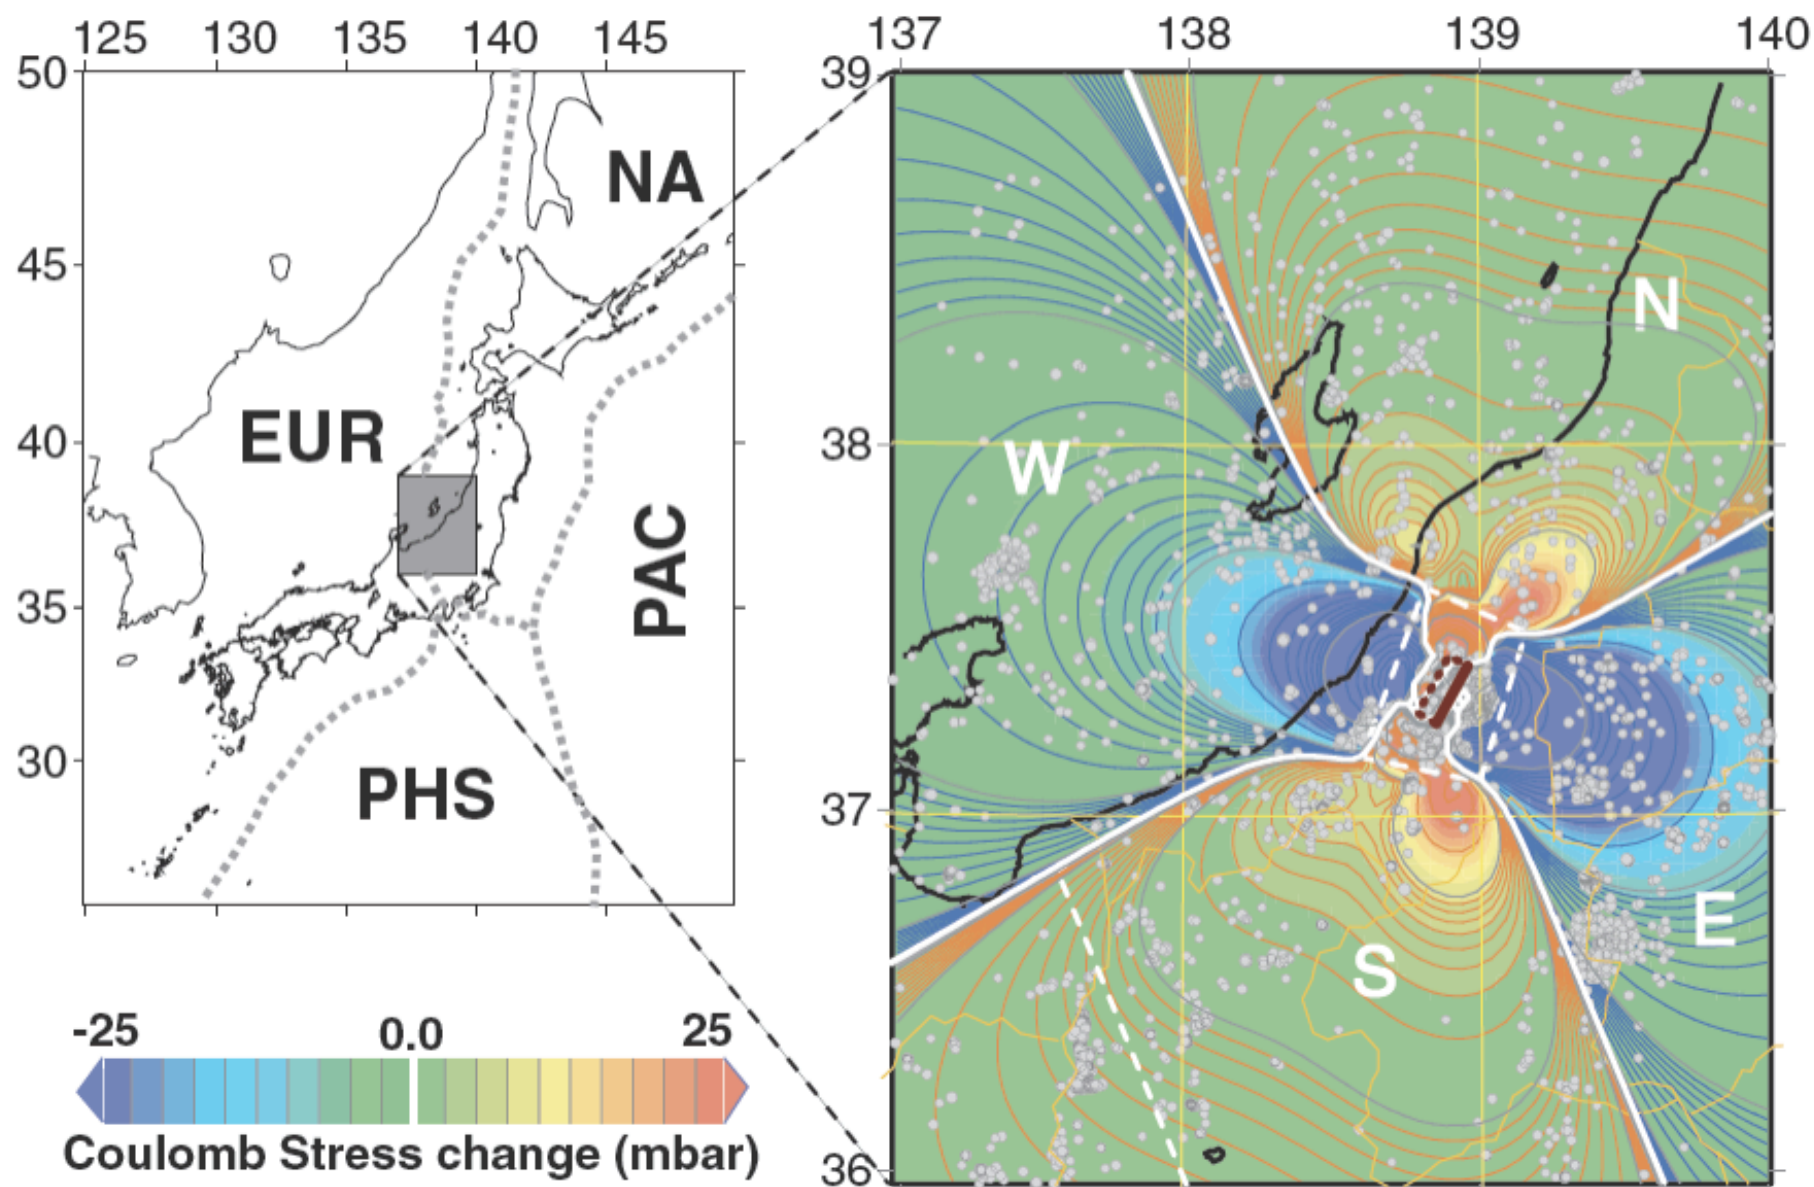 125 130 135 140 145
50
45
40
35
30
NA
EUR
PAC
PHS
-25 0.0 25
Coulomb Stress change (mbar)
137 138 139 140
39
38
37
36
N
W
E
S